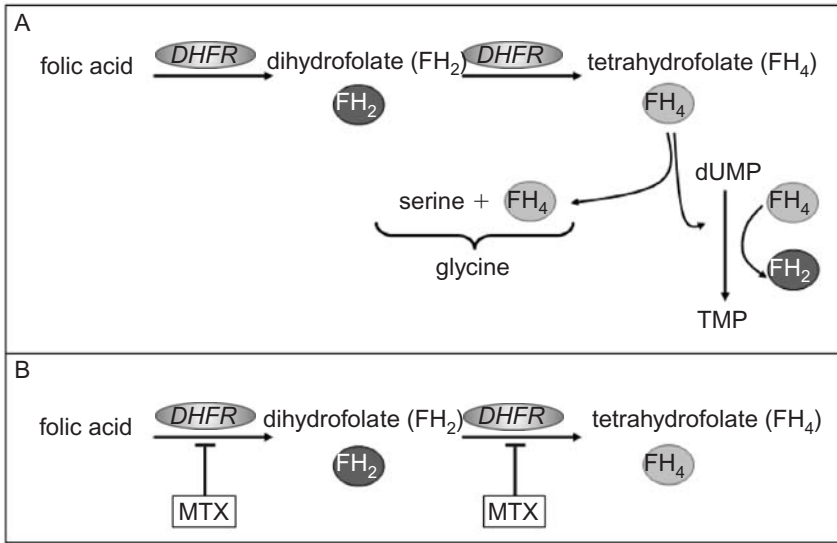 A
folic acid DHFR dihydrofolate (FH₂) DHFR tetrahydrofolate (FH₄)
FH₂ FH₄
dUMP
serine + FH₄ FH₄
glycine FH₂
TMP
B
folic acid DHFR dihydrofolate (FH₂) DHFR tetrahydrofolate (FH₄)
FH₂ FH₄
MTX MTX